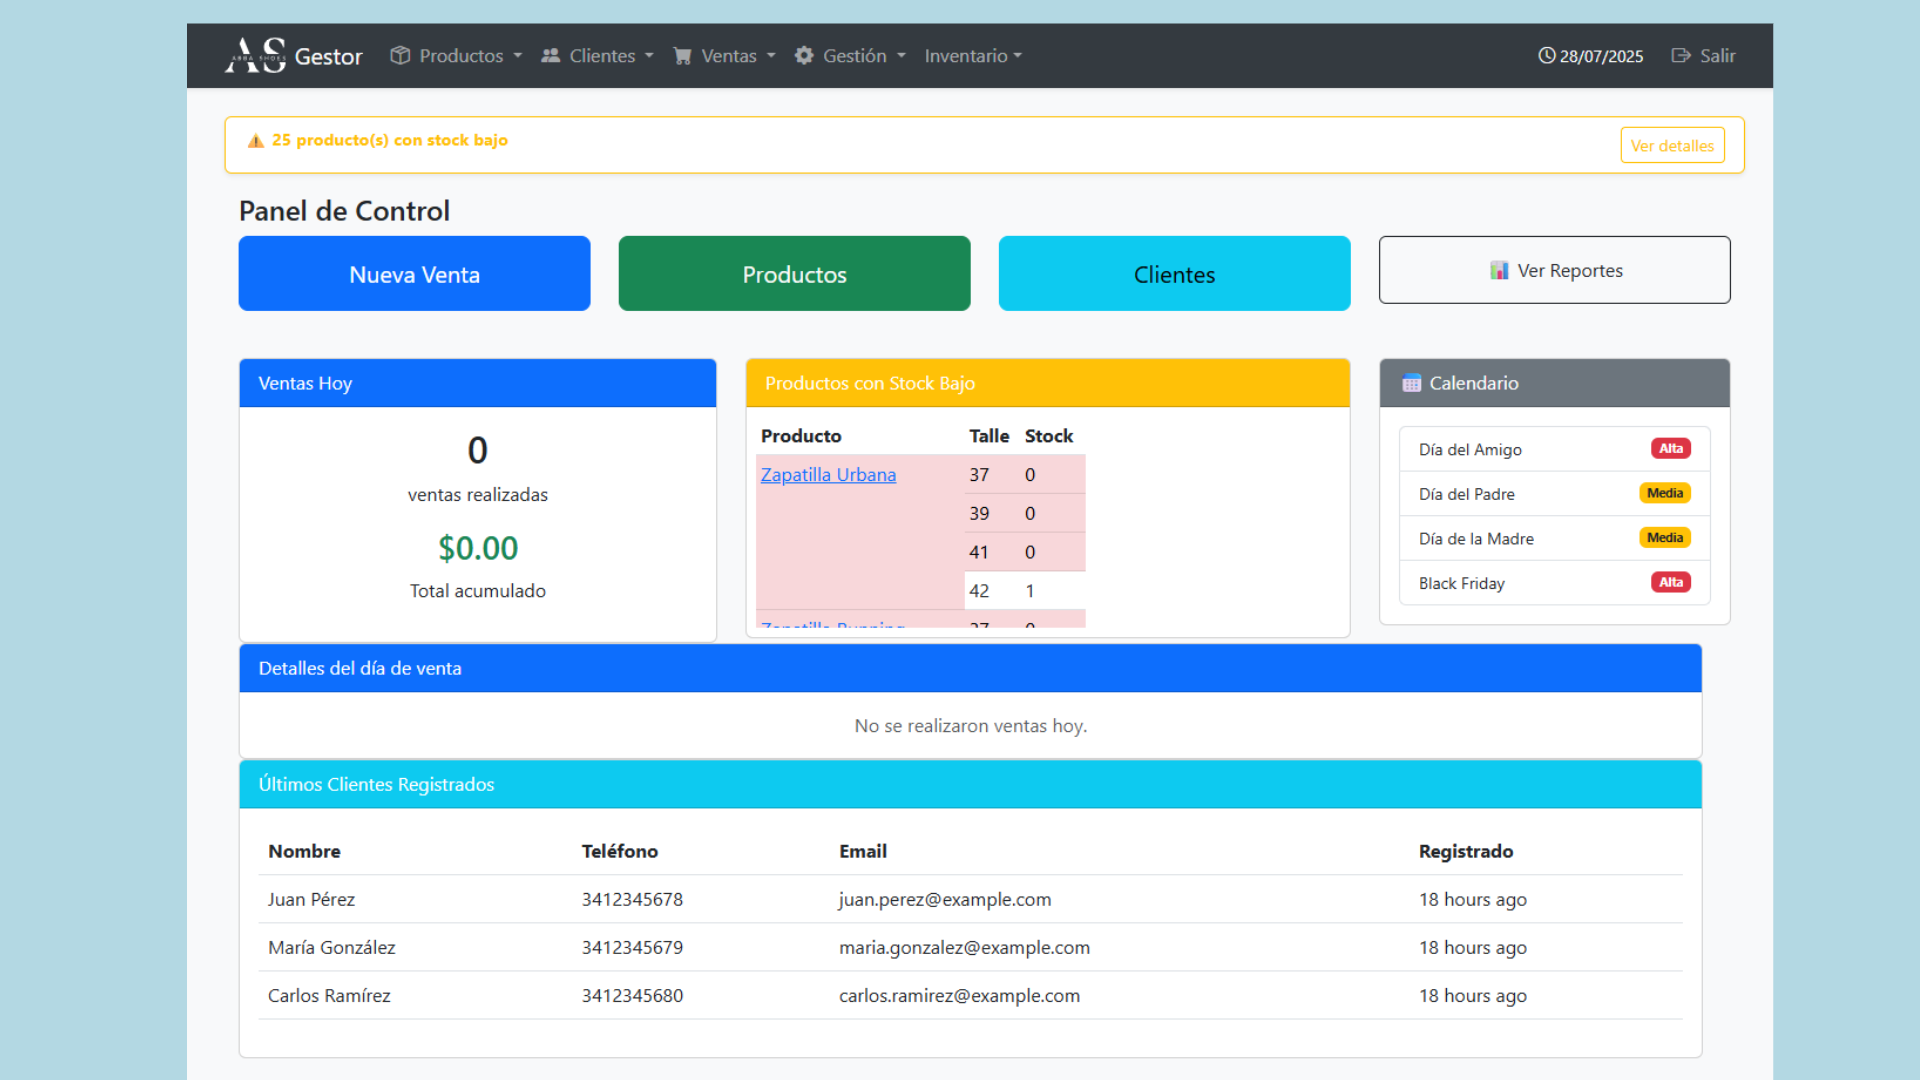 AS Gestor Productos Clientes Ventas Gestión Inventario 28/07/2025 Salir
ABBA SHOES
25 producto(s) con stock bajo Ver detalles
Panel de Control
Nueva Venta Productos Clientes Ver Reportes
Ventas Hoy
0
ventas realizadas
$0.00
Total acumulado
Productos con Stock Bajo
Producto Talle Stock
Zapatilla Urbana 37 0
39 0
41 0
42 1
Zapatilla Running 37 0
Calendario
Día del Amigo Alta
Día del Padre Media
Día de la Madre Media
Black Friday Alta
Detalles del día de venta
No se realizaron ventas hoy.
Últimos Clientes Registrados
Nombre Teléfono Email Registrado
Juan Pérez 3412345678 juan.perez@example.com 18 hours ago
María González 3412345679 maria.gonzalez@example.com 18 hours ago
Carlos Ramírez 3412345680 carlos.ramirez@example.com 18 hours ago